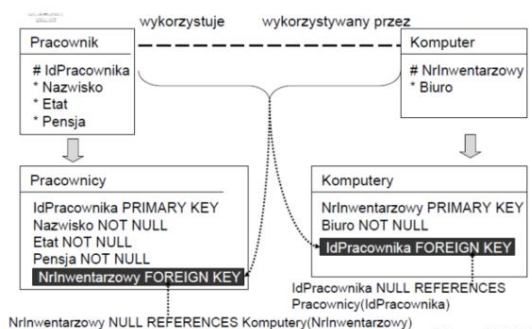 wykorzystuje wykorzystywany przez
Pracownik
# IdPracownika
* Nazwisko
* Etat
* Pensja
Komputer
# NrInwentarzowy
* Biuro
Pracownicy
IdPracownika PRIMARY KEY
Nazwisko NOT NULL
Etat NOT NULL
Pensja NOT NULL
NrInwentarzowy FOREIGN KEY
Komputery
NrInwentarzowy PRIMARY KEY
Biuro NOT NULL
IdPracownika FOREIGN KEY
IdPracownika NULL REFERENCES
Pracownicy(IdPracownika)
NrInwentarzowy NULL REFERENCES Komputery(NrInwentarzowy)